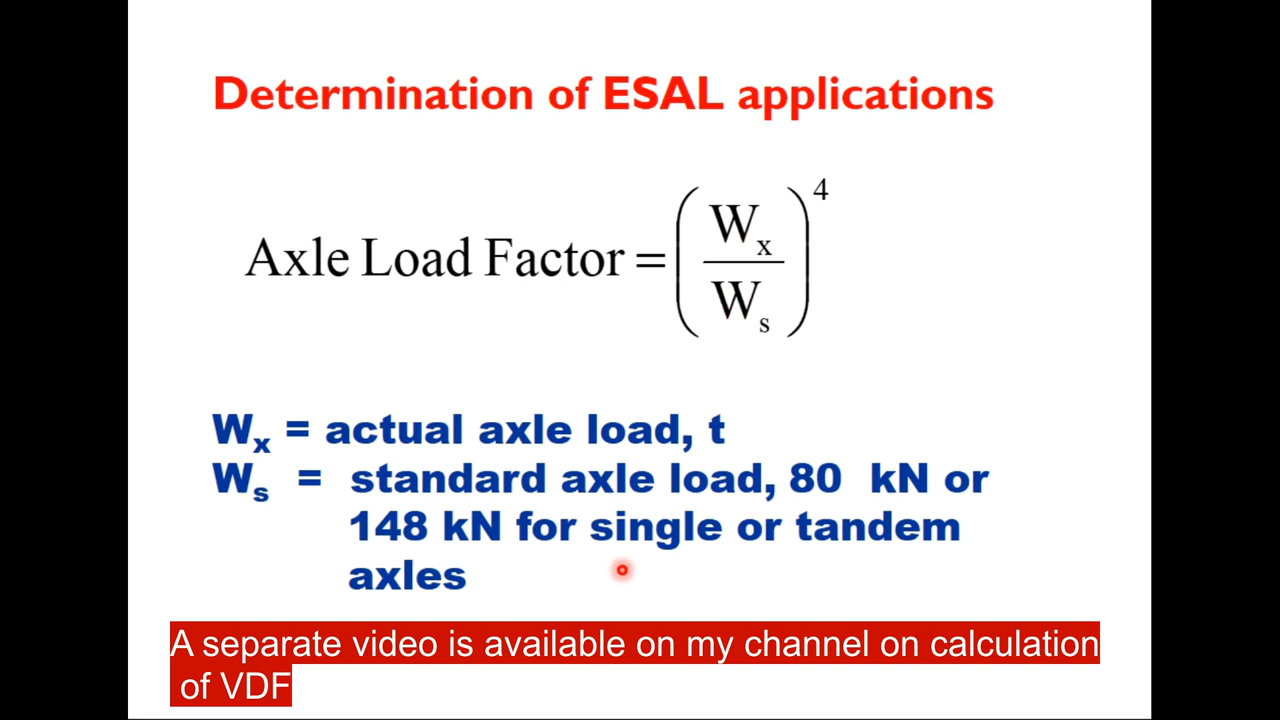 Determination of ESAL applications
4
Axle Load Factor = ( Wx / Ws )
Wx = actual axle load, t
Ws = standard axle load, 80 kN or
148 kN for single or tandem
axles
A separate video is available on my channel on calculation
of VDF